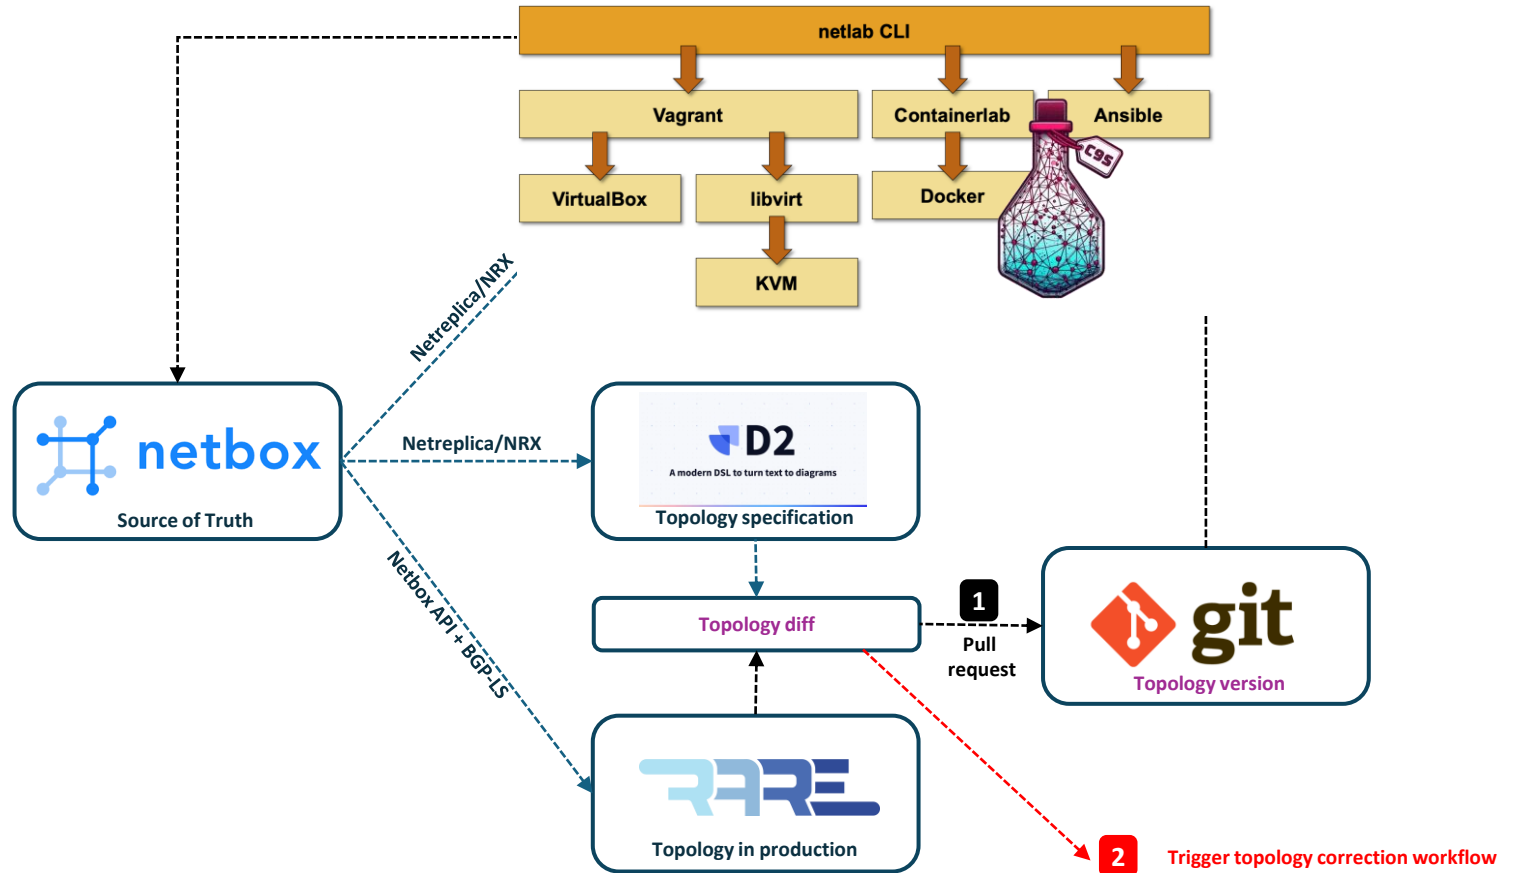 netlab CLI
Vagrant
Containerlab
Ansible
C9S
VirtualBox
libvirt
Docker
KVM
Netreplica/NRX
netbox
Source of Truth
Netreplica/NRX
D2
A modern DSL to turn text to diagrams
Topology specification
Netbox API + BGP-LS
Topology diff
1
Pull
request
git
Topology version
RARE
Topology in production
2
Trigger topology correction workflow